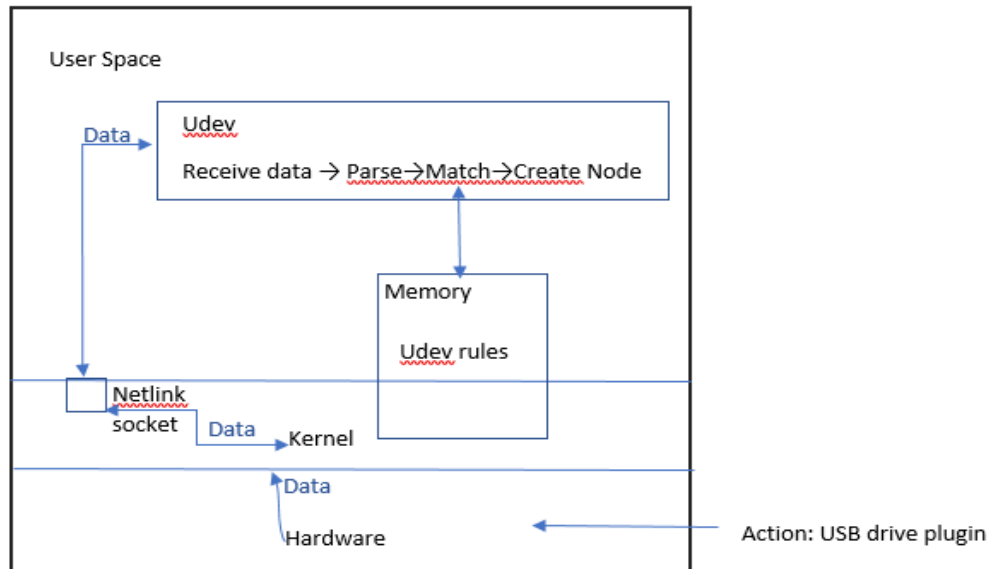 User Space
Data
Udev
Receive data → Parse→Match→Create Node
Memory
Udev rules
Netlink
socket
Data
Kernel
Data
Hardware
Action: USB drive plugin